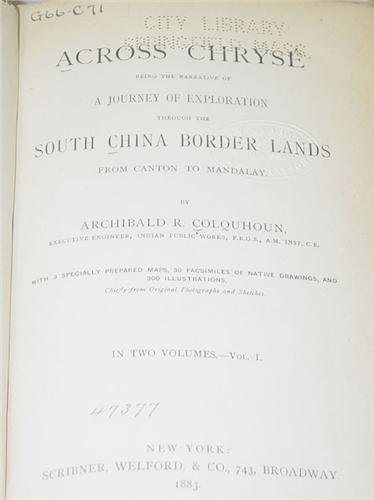 G66-C71
CITY LIBRARY
SPRINGFIELD, MASS.
ACROSS CHRYSÊ
BEING THE NARRATIVE OF
A JOURNEY OF EXPLORATION
THROUGH THE
SOUTH CHINA BORDER LANDS
FROM CANTON TO MANDALAY.
BY
ARCHIBALD R. COLQUHOUN,
EXECUTIVE ENGINEER, INDIAN PUBLIC WORKS, F.R.G.S., A.M. INST. C.E.
WITH 3 SPECIALLY PREPARED MAPS, 30 FACSIMILES OF NATIVE DRAWINGS, AND
300 ILLUSTRATIONS,
Chiefly from Original Photographs and Sketches.
IN TWO VOLUMES.—VOL. I.
47377
NEW YORK:
SCRIBNER, WELFORD, & CO., 743, BROADWAY.
1883.